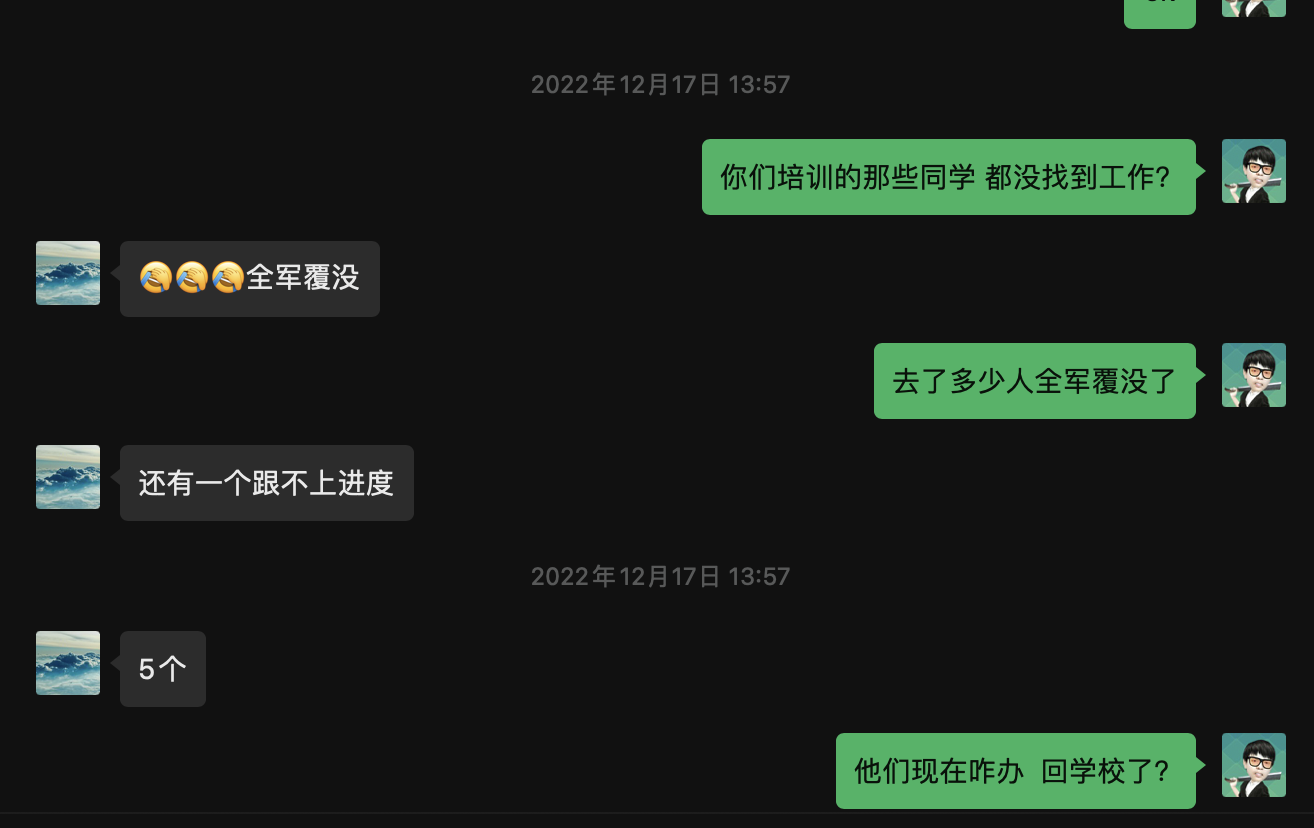 2022年12月17日 13:57
你们培训的那些同学 都没找到工作?
🤦🤦🤦全军覆没
去了多少人全军覆没了
还有一个跟不上进度
2022年12月17日 13:57
5个
他们现在咋办 回学校了?